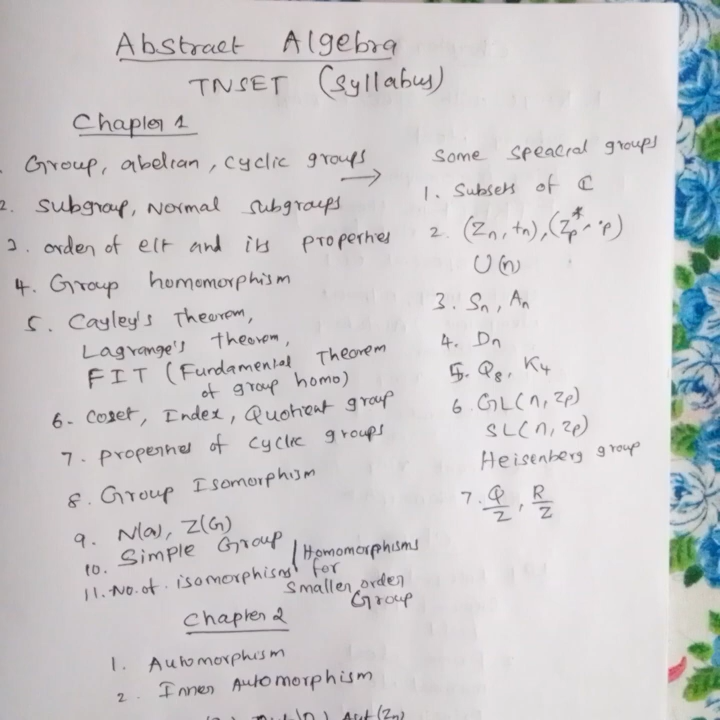 Abstract Algebra
TNSET (Syllabus)
Chapter 1
Group, abelian, cyclic groups →
2. Subgroup, Normal subgroups
3. order of elt and its properties
4. Group homomorphism
5. Cayley's Theorem,
Lagrange's theorem,
FIT (Fundamental Theorem
of group homo)
6. Coset, Index, Quotient group
7. properties of cyclic groups
8. Group Isomorphism
9. N(a), Z(G)
10. Simple Group
11. No. of isomorphisms / Homomorphisms for
Smaller order
Group
Some speacial groups
1. Subsets of ℂ
2. (Zn, +n), (Zp*, ·p)
U(n)
3. Sn, An
4. Dn
5. Q8, K4
6. GL(n, Zp)
SL(n, Zp)
Heisenberg group
7. Q/Z, R/Z
Chapter 2
1. Automorphism
2. Inner Automorphism
Aut(Zn)